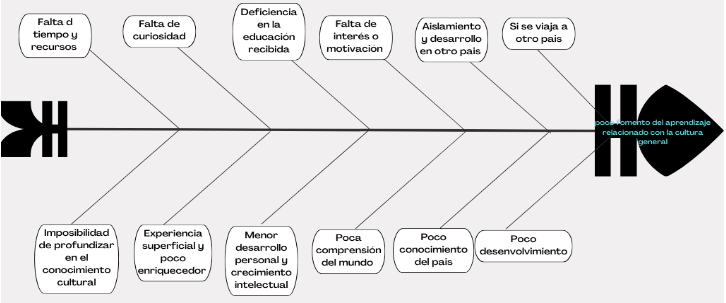 Falta d
tiempo y
recursos
Falta de
curiosidad
Deficiencia
en la
educación
recibida
Falta de
interés o
motivación
Aislamiento
y desarrollo
en otro país
Si se viaja a
otro país
poco fomento del aprendizaje
relacionado con la cultura
general
Imposibilidad
de profundizar
en el
conocimiento
cultural
Experiencia
superficial y
poco
enriquecedor
Menor
desarrollo
personal y
crecimiento
intelectual
Poca
comprensión
del mundo
Poco
conocimiento
del país
Poco
desenvolvimiento